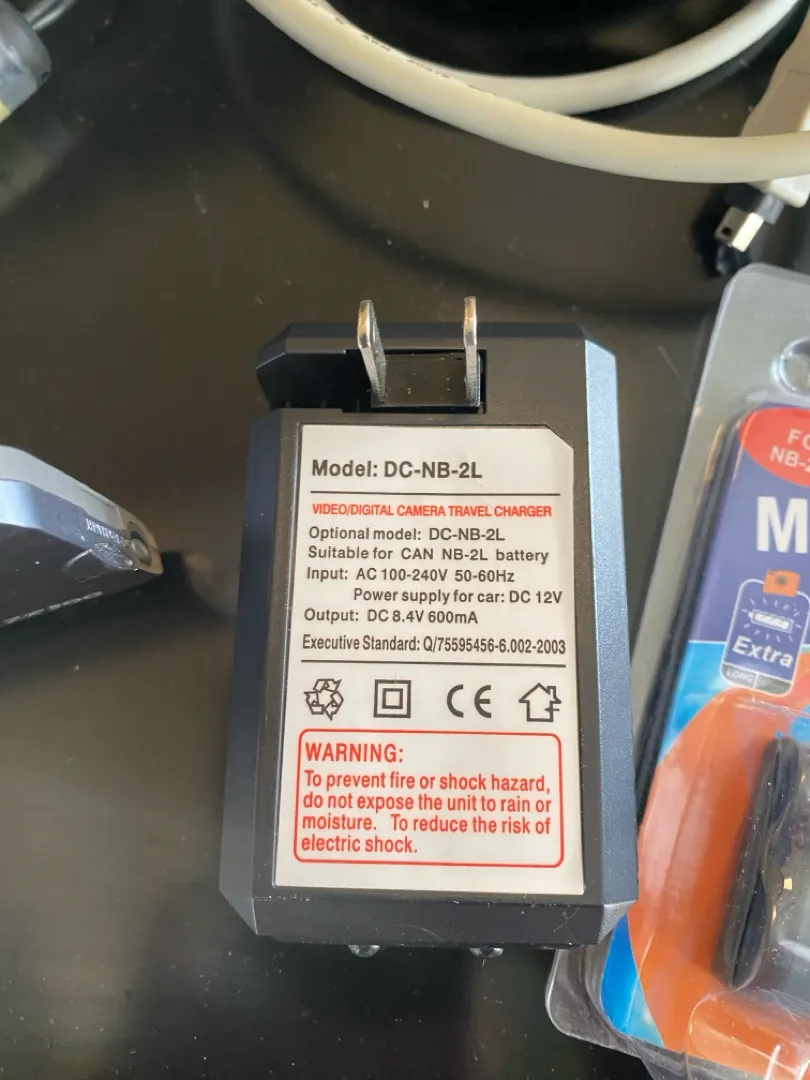 Model: DC-NB-2L
VIDEO/DIGITAL CAMERA TRAVEL CHARGER
Optional model: DC-NB-2L
Suitable for CAN NB-2L battery
Input: AC 100-240V 50-60Hz
Power supply for car: DC 12V
Output: DC 8.4V 600mA
Executive Standard: Q/75595456-6.002-2003
CE
WARNING:
To prevent fire or shock hazard,
do not expose the unit to rain or
moisture. To reduce the risk of
electric shock.
Extra
LONG